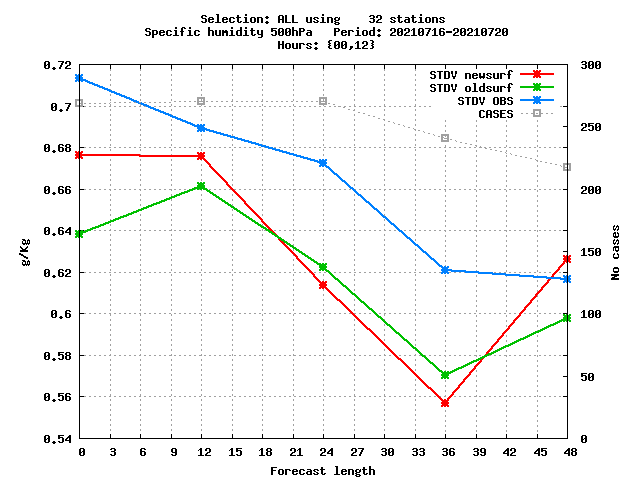 Selection: ALL using    32 stations
Specific humidity 500hPa   Period: 20210716-20210720
Hours: {00,12}
0,72
0,7
0,68
0,66
0,64
0,62
0,6
0,58
0,56
0,54
g/Kg
STDV newsurf
STDV oldsurf
STDV OBS
CASES
300
250
200
150
100
50
0
No cases
0 3 6 9 12 15 18 21 24 27 30 33 36 39 42 45 48
Forecast length